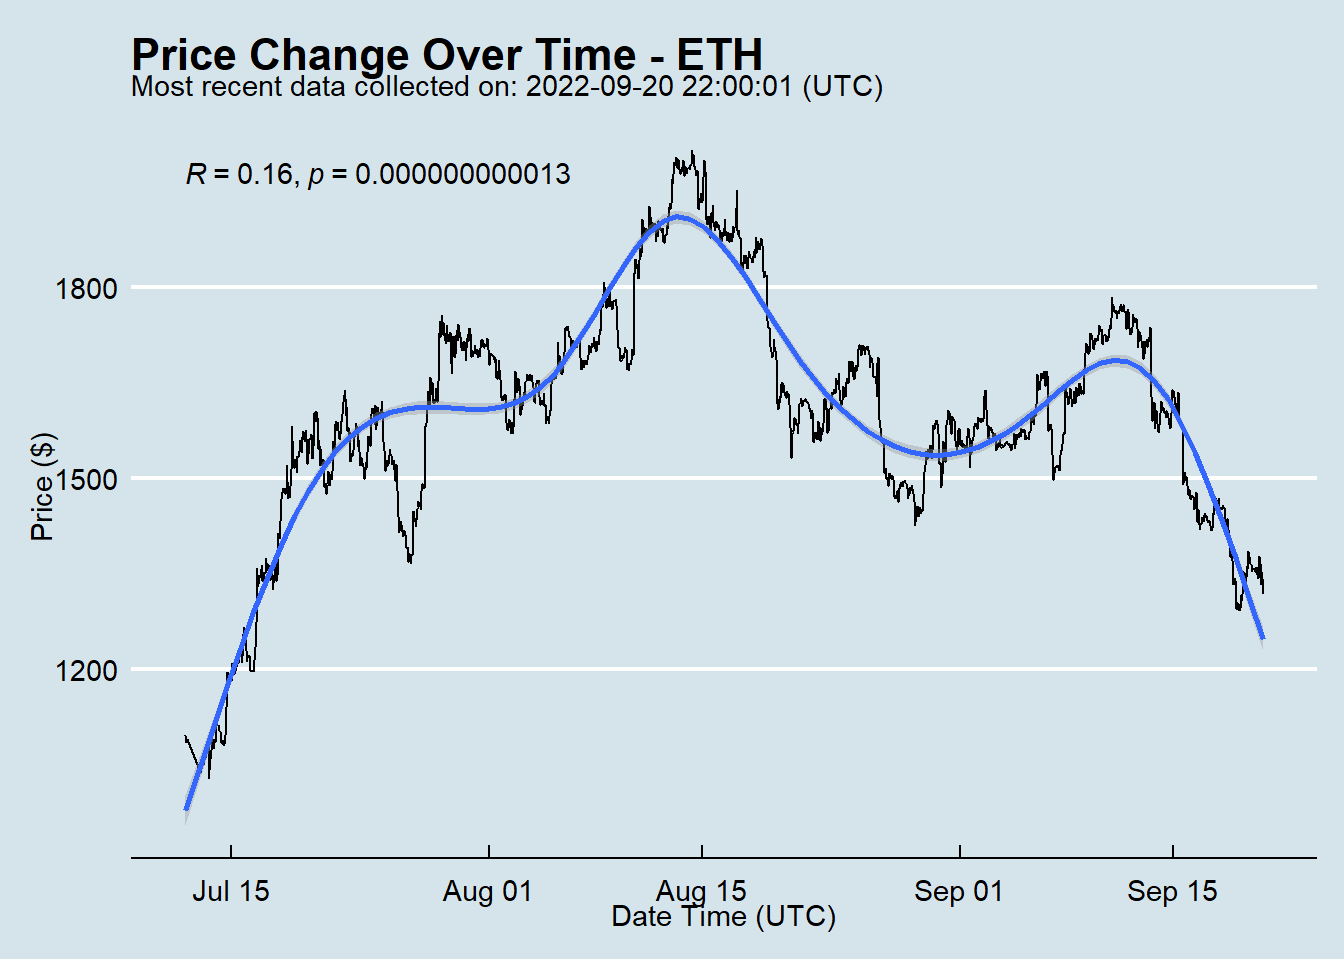 Price Change Over Time - ETH
Most recent data collected on: 2022-09-20 22:00:01 (UTC)
R = 0.16, p = 0.000000000013
1800
1500
1200
Price ($)
Jul 15
Aug 01
Aug 15
Sep 01
Sep 15
Date Time (UTC)